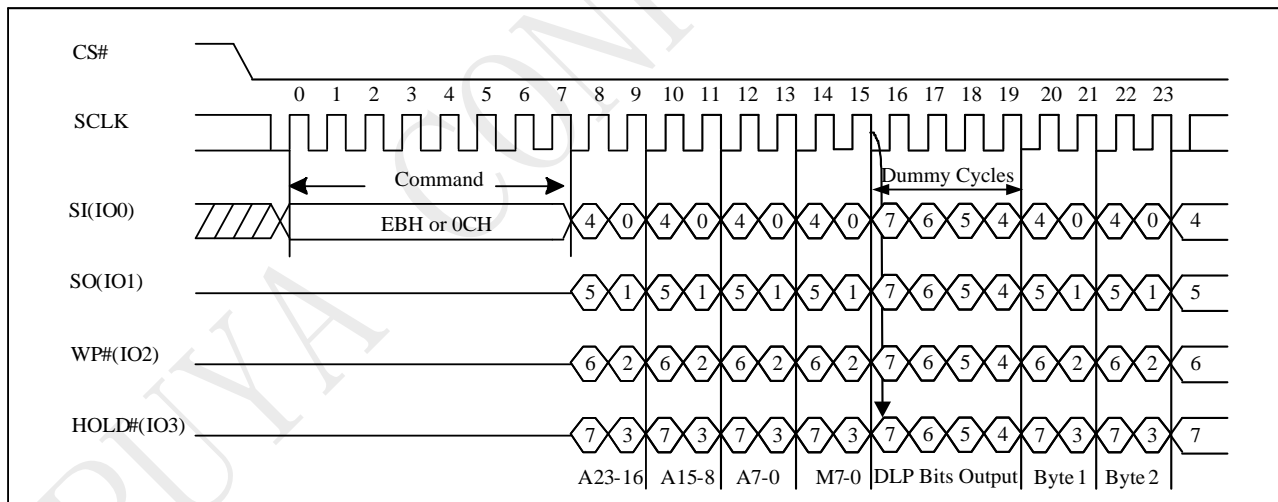 CS#
0 1 2 3 4 5 6 7 8 9 10 11 12 13 14 15 16 17 18 19 20 21 22 23
SCLK
Command
Dummy Cycles
SI(IO0)
EBH or 0CH
4 0 4 0 4 0 4 0 7 6 5 4 4 0 4 0 4
SO(IO1)
5 1 5 1 5 1 5 1 7 6 5 4 5 1 5 1 5
WP#(IO2)
6 2 6 2 6 2 6 2 7 6 5 4 6 2 6 2 6
HOLD#(IO3)
7 3 7 3 7 3 7 3 7 6 5 4 7 3 7 3 7
A23-16 A15-8 A7-0 M7-0 DLP Bits Output Byte 1 Byte 2
PUYA CON